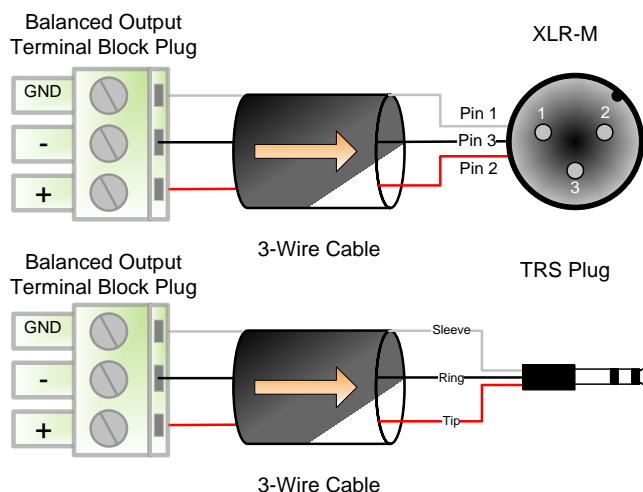 Balanced Output
Terminal Block Plug
XLR-M
GND
-
+
Pin 1
Pin 3
Pin 2
1
2
3
3-Wire Cable
Balanced Output
Terminal Block Plug
TRS Plug
GND
-
+
Sleeve
Ring
Tip
3-Wire Cable